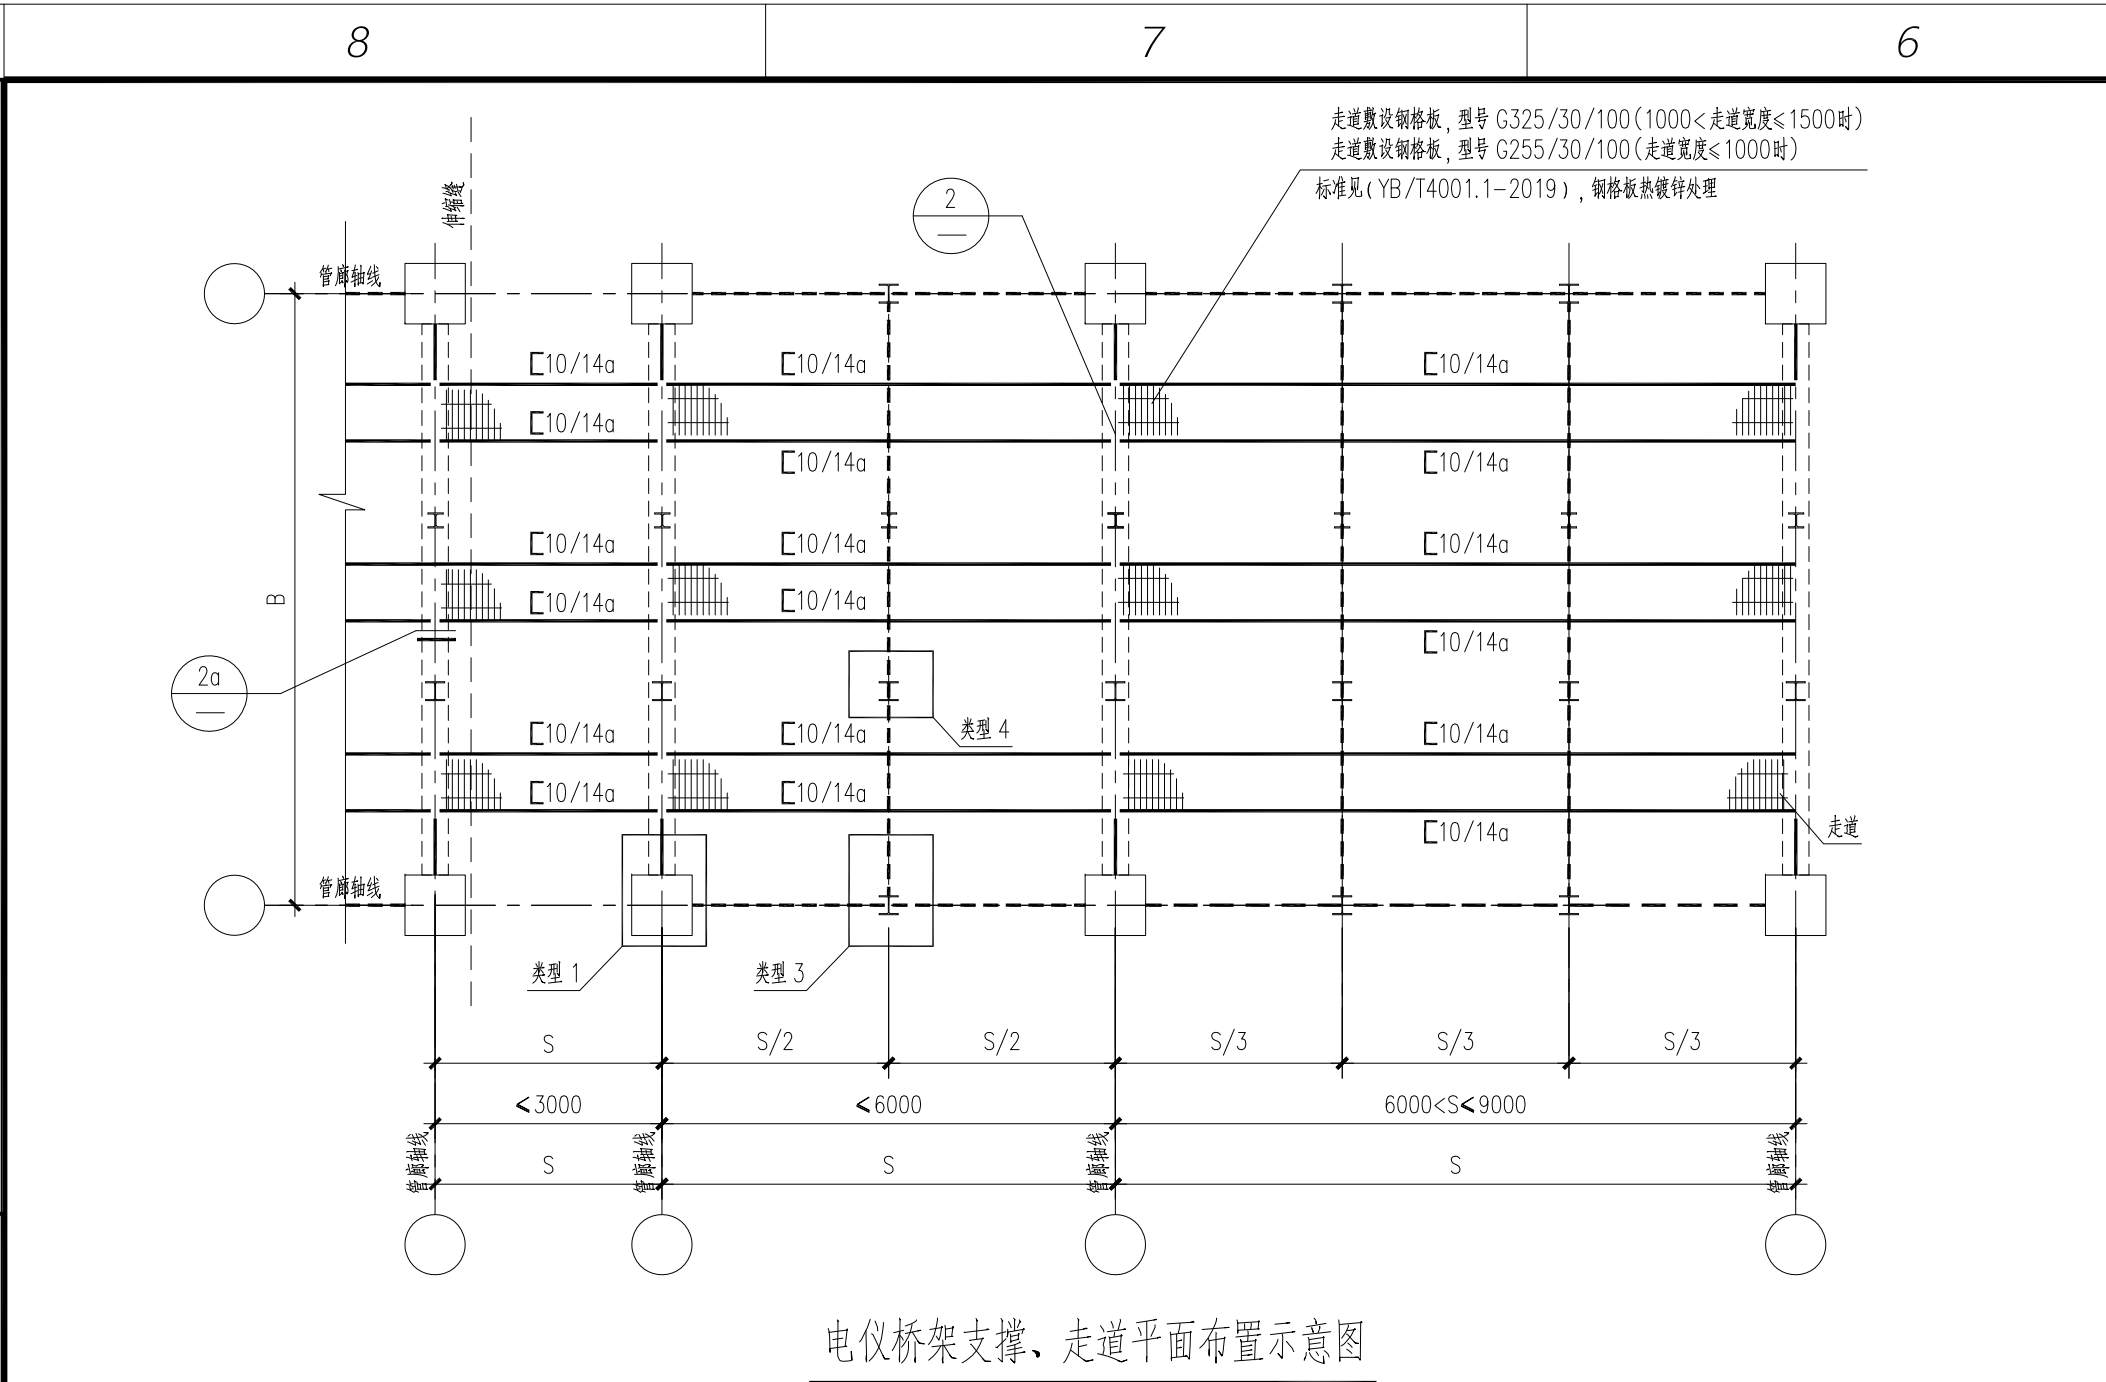 8 7 6
走道敷设钢格板，型号 G325/30/100（1000<走道宽度≤1500时）
走道敷设钢格板，型号 G255/30/100（走道宽度≤1000时）
标准见（YB/T4001.1-2019），钢格板热镀锌处理
2
伸缩缝
管廊轴线
[10/14a [10/14a [10/14a
[10/14a
[10/14a [10/14a
[10/14a [10/14a [10/14a
[10/14a [10/14a
[10/14a
B
2a
类型 4
[10/14a [10/14a [10/14a
[10/14a [10/14a
[10/14a
走道
管廊轴线
类型 1 类型 3
S S/2 S/2 S/3 S/3 S/3
≤3000 ≤6000 6000<S≤9000
管廊轴线 管廊轴线 管廊轴线 管廊轴线
S S S
电仪桥架支撑、走道平面布置示意图